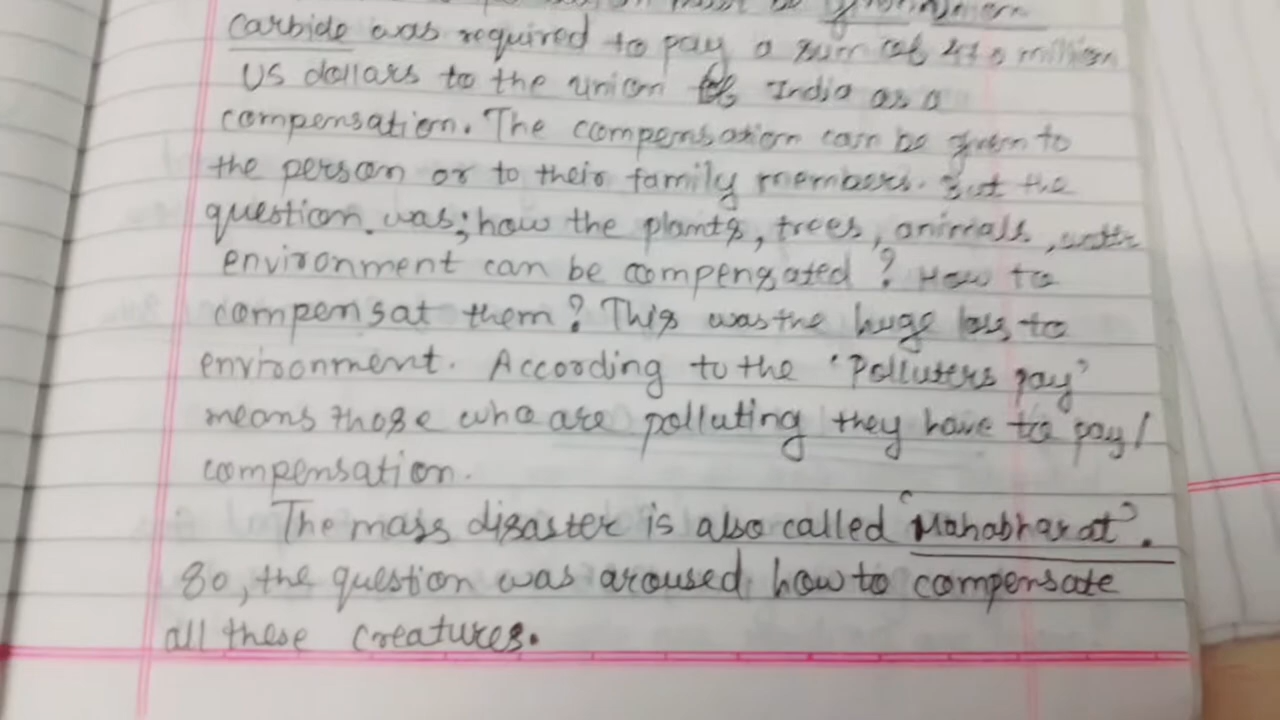 carbide was required to pay a sum of 470 million
US dollars to the union of India as a
compensation. The compensation can be given to
the person or to their family members. But the
question was; how the plants, trees, animals,
environment can be compensated? How to
compensat them? This was the huge loss to
environment. According to the 'Polluters pay'
means those who are polluting they have to pay/
compensation.
The mass disaster is also called 'Mahabharat'.
So, the question was aroused how to compensate
all these creatures.